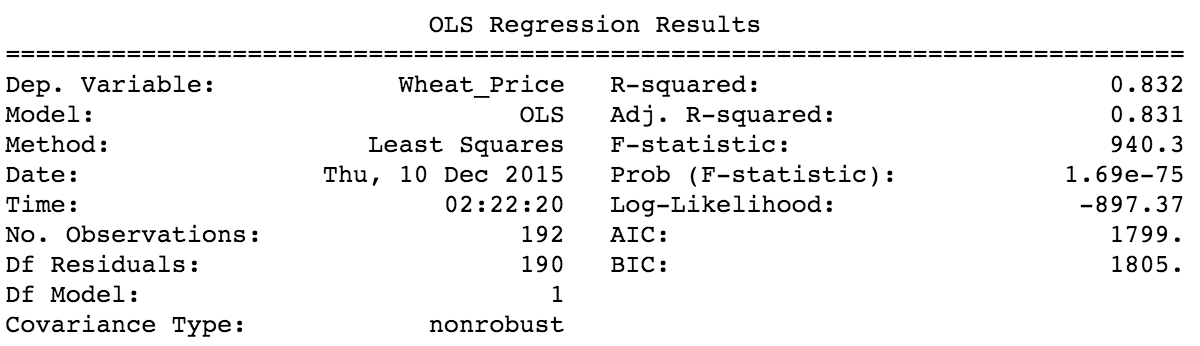 OLS Regression Results
==============================================================================
Dep. Variable: Wheat_Price R-squared: 0.832
Model: OLS Adj. R-squared: 0.831
Method: Least Squares F-statistic: 940.3
Date: Thu, 10 Dec 2015 Prob (F-statistic): 1.69e-75
Time: 02:22:20 Log-Likelihood: -897.37
No. Observations: 192 AIC: 1799.
Df Residuals: 190 BIC: 1805.
Df Model: 1
Covariance Type: nonrobust